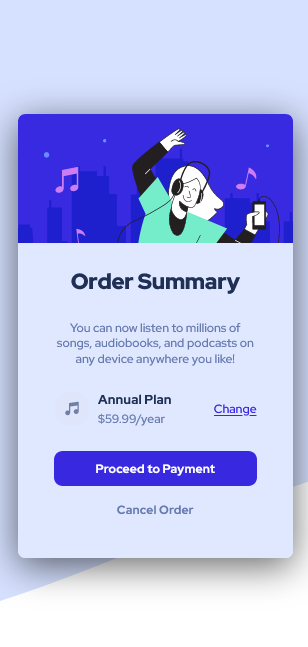 Order Summary
You can now listen to millions of
songs, audiobooks, and podcasts on
any device anywhere you like!
Annual Plan
$59.99/year
Change
Proceed to Payment
Cancel Order